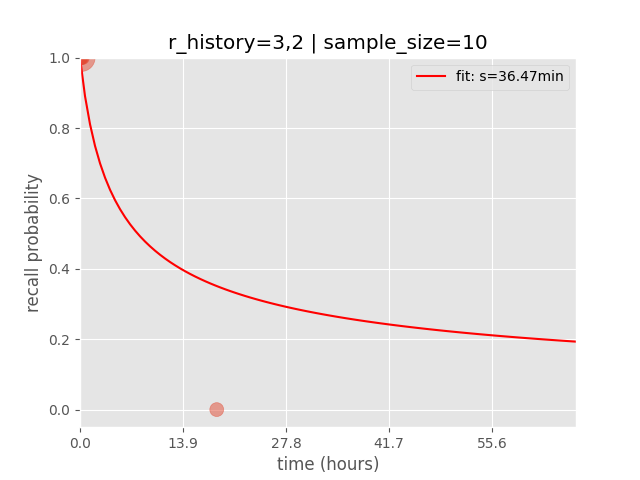 r_history=3,2 | sample_size=10
fit: s=36.47min
1.0
0.8
0.6
0.4
0.2
0.0
recall probability
0.0 13.9 27.8 41.7 55.6
time (hours)